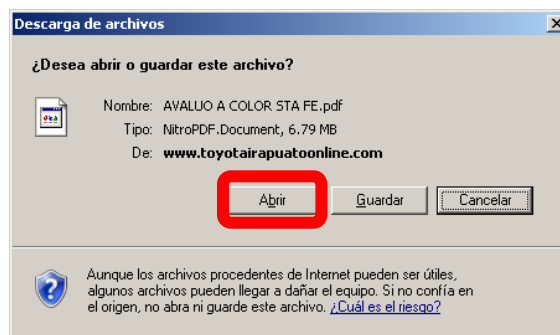 Descarga de archivos
¿Desea abrir o guardar este archivo?
Nombre: AVALUO A COLOR STA FE.pdf
Tipo: NitroPDF.Document, 6.79 MB
De: www.toyotairapuatoonline.com
Abrir Guardar Cancelar
Aunque los archivos procedentes de Internet pueden ser útiles,
algunos archivos pueden llegar a dañar el equipo. Si no confía en
el origen, no abra ni guarde este archivo. ¿Cuál es el riesgo?